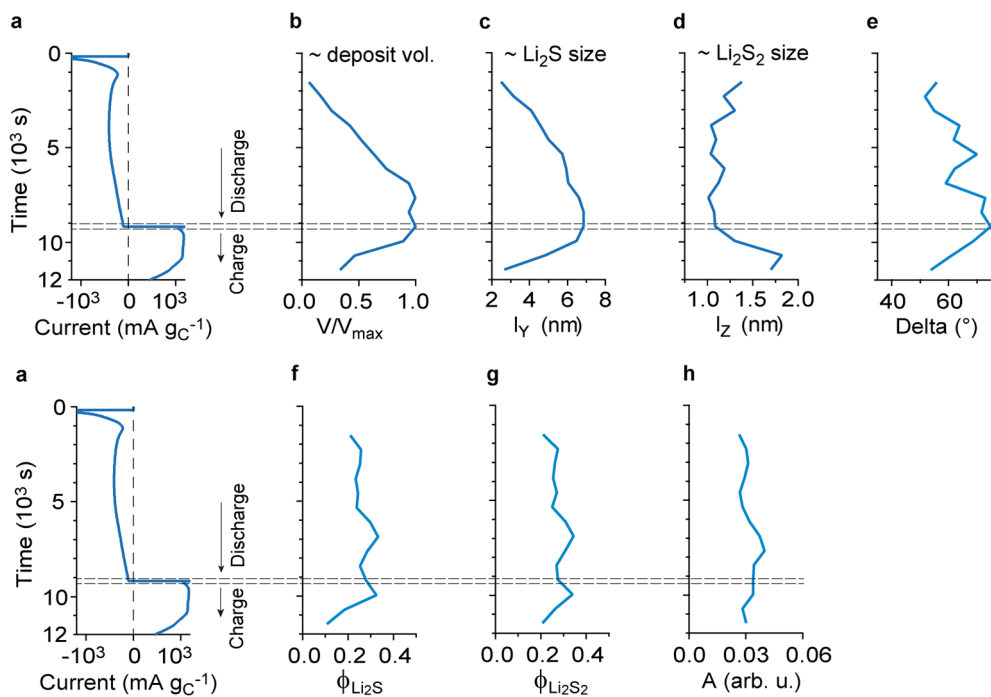 a
b
c
d
e
~ deposit vol.
~ Li2S size
~ Li2S2 size
0
5
10
12
Time (10³ s)
Discharge
Charge
-10³ 0 10³
Current (mA gC⁻¹)
0.0 0.5 1.0
V/Vmax
2 4 6 8
lY (nm)
1.0 1.5 2.0
lZ (nm)
40 60
Delta (°)
a
f
g
h
0
5
10
12
Time (10³ s)
Discharge
Charge
-10³ 0 10³
Current (mA gC⁻¹)
0.0 0.2 0.4
ϕLi2S
0.0 0.2 0.4
ϕLi2S2
0.00 0.03 0.06
A (arb. u.)